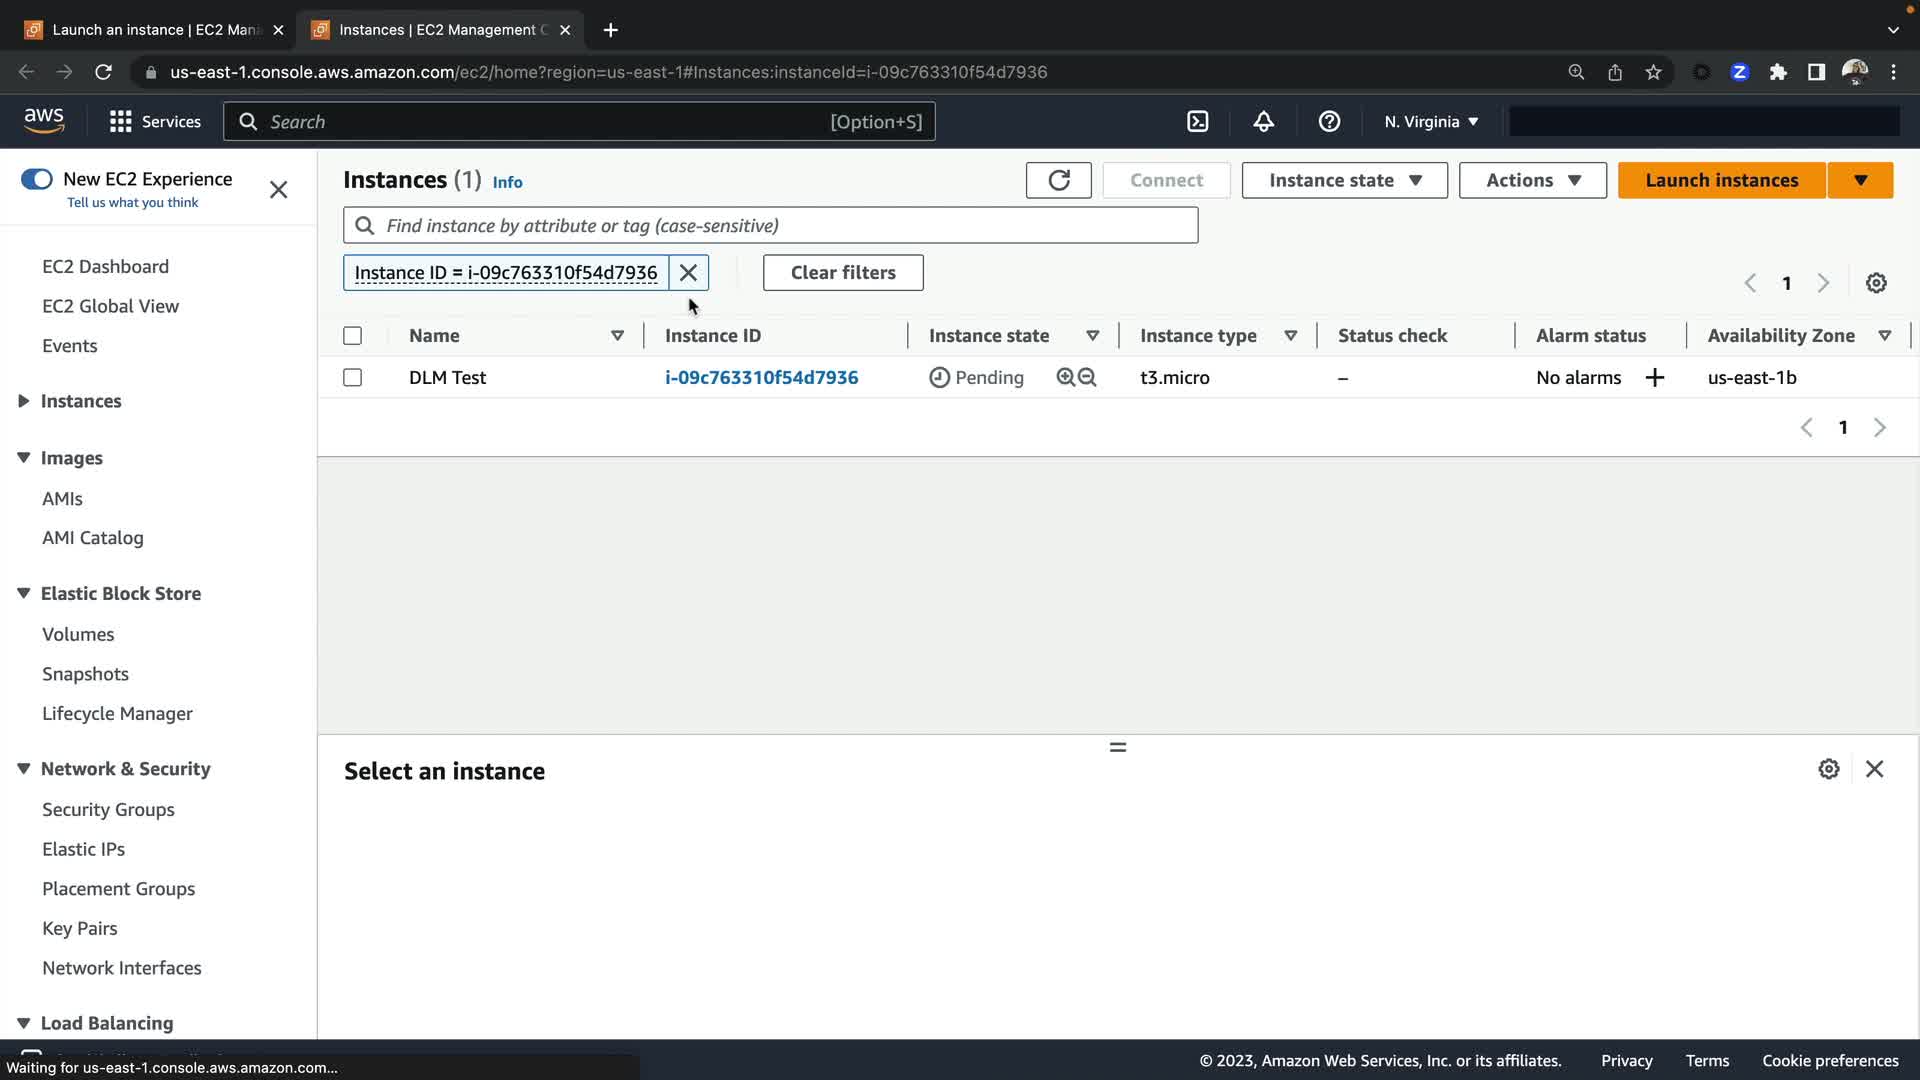 Launch an instance | EC2 Mana
Instances | EC2 Management C
us-east-1.console.aws.amazon.com/ec2/home?region=us-east-1#Instances:instanceId=i-09c763310f54d7936
aws
Services
Search
[Option+S]
N. Virginia
New EC2 Experience
Tell us what you think
EC2 Dashboard
EC2 Global View
Events
Instances
Images
AMIs
AMI Catalog
Elastic Block Store
Volumes
Snapshots
Lifecycle Manager
Network & Security
Security Groups
Elastic IPs
Placement Groups
Key Pairs
Network Interfaces
Load Balancing
Instances (1) Info
Connect
Instance state
Actions
Launch instances
Find instance by attribute or tag (case-sensitive)
Instance ID = i-09c763310f54d7936
Clear filters
1
Name Instance ID Instance state Instance type Status check Alarm status Availability Zone
DLM Test i-09c763310f54d7936 Pending t3.micro – No alarms + us-east-1b
1
Select an instance
Waiting for us-east-1.console.aws.amazon.com...
© 2023, Amazon Web Services, Inc. or its affiliates. Privacy Terms Cookie preferences